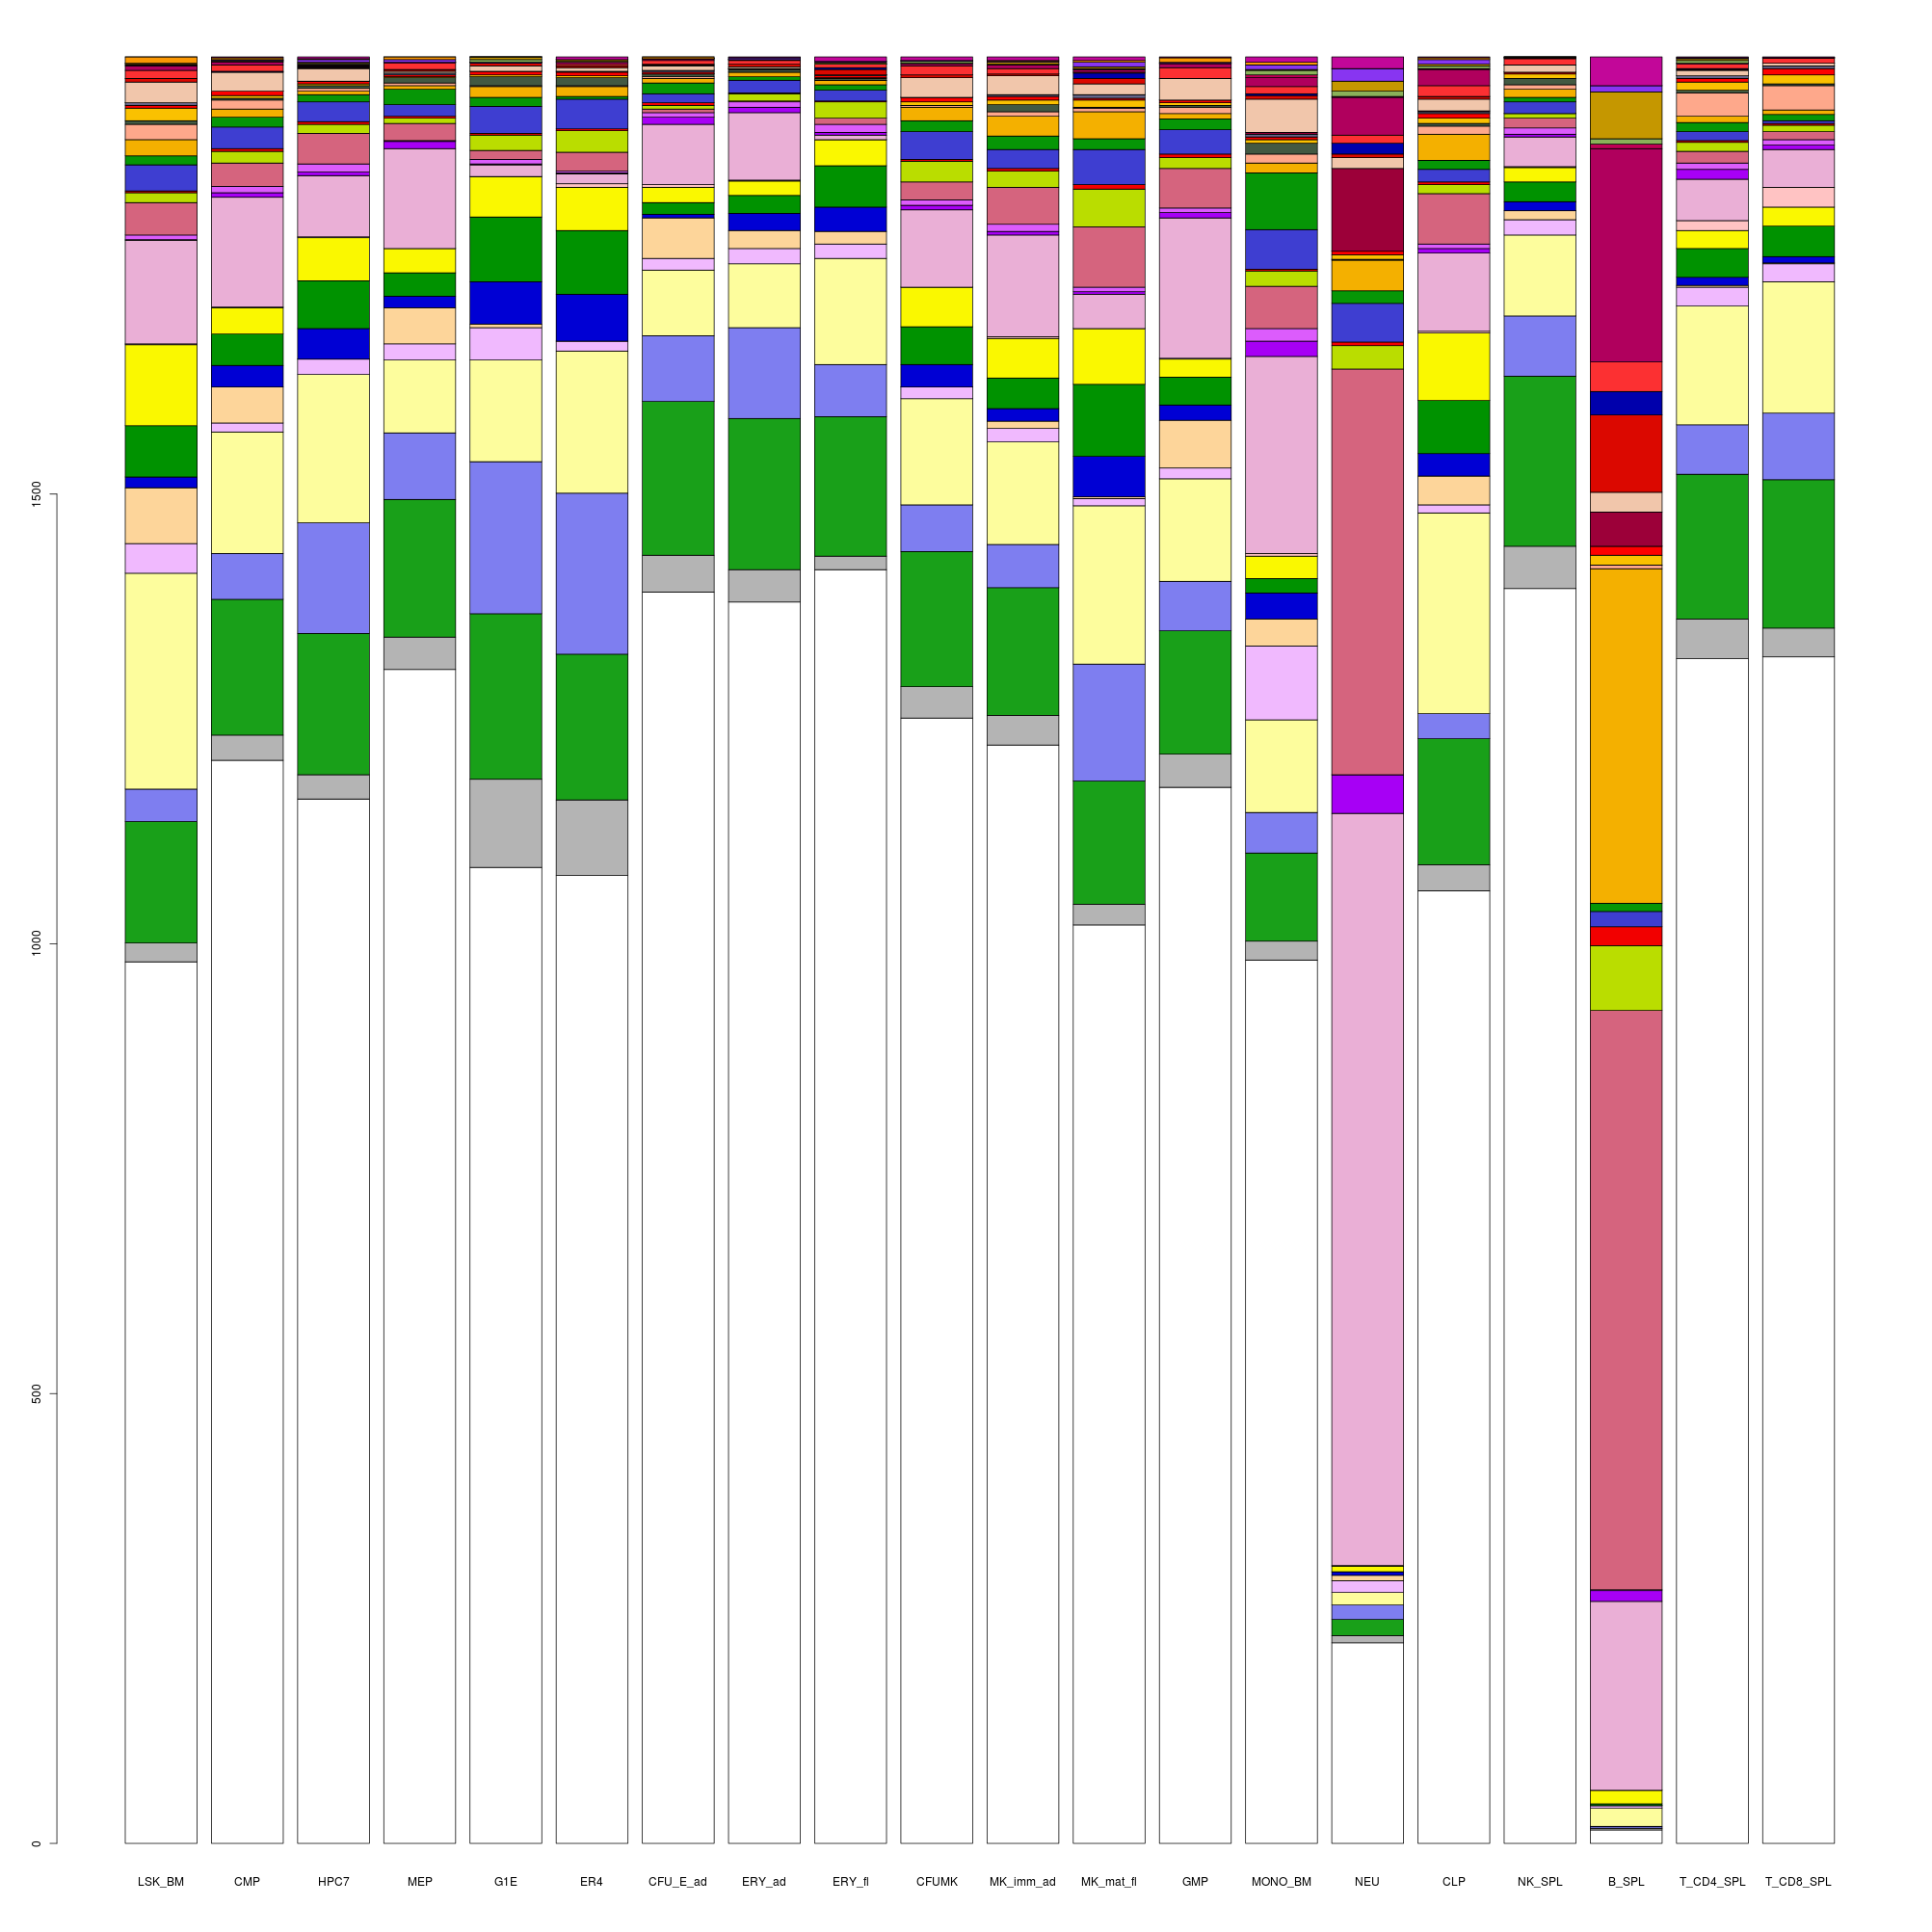 1500
1000
500
0
LSK_BM CMP HPC7 MEP G1E ER4 CFU_E_ad ERY_ad ERY_fl CFUMK MK_imm_ad MK_mat_fl GMP MONO_BM NEU CLP NK_SPL B_SPL T_CD4_SPL T_CD8_SPL